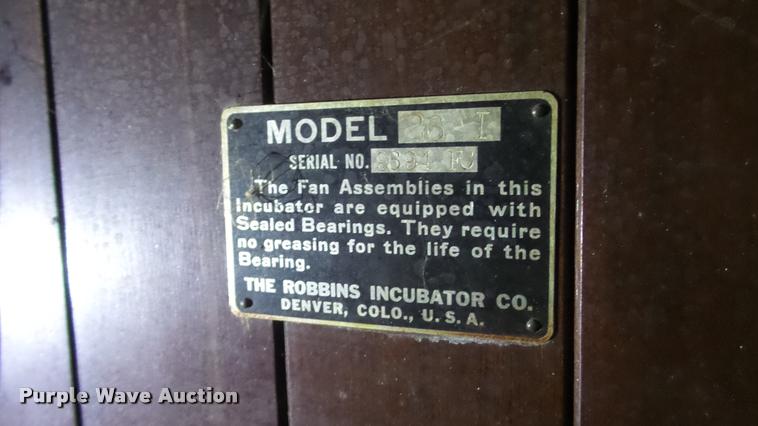 MODEL
SERIAL NO.
The Fan Assemblies in this
Incubator are equipped with
Sealed Bearings. They require
no greasing for the life of the
Bearing.
THE ROBBINS INCUBATOR CO.
DENVER, COLO., U.S.A.
Purple Wave Auction